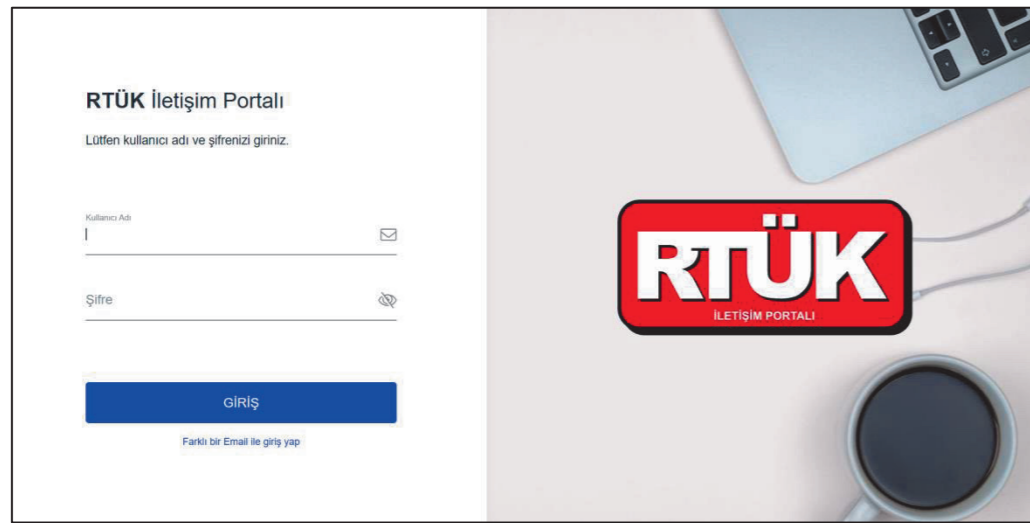 RTÜK İletişim Portalı
Lütfen kullanıcı adı ve şifrenizi giriniz.
Kullanıcı Adı
Şifre
GİRİŞ
Farklı bir Email ile giriş yap
RTÜK
İLETİŞİM PORTALI